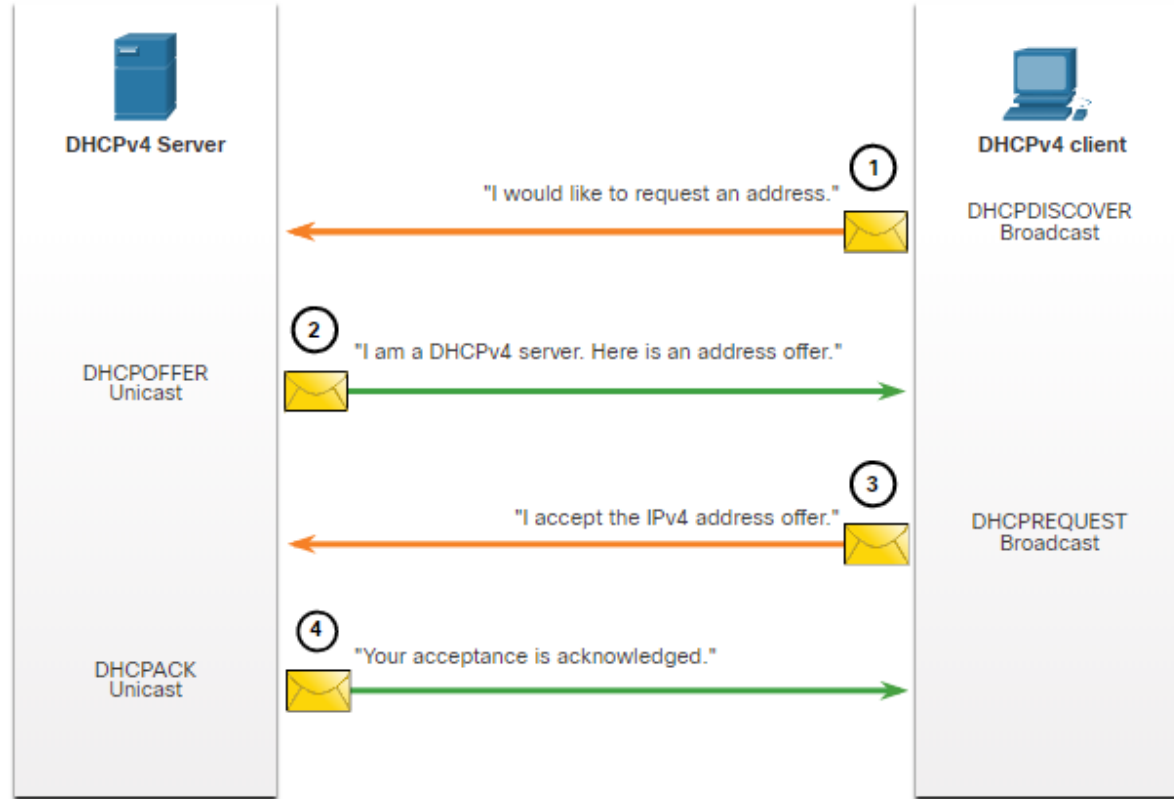 DHCPv4 Server
DHCPv4 client
1
"I would like to request an address."
DHCPDISCOVER
Broadcast
2
"I am a DHCPv4 server. Here is an address offer."
DHCPOFFER
Unicast
3
"I accept the IPv4 address offer."
DHCPREQUEST
Broadcast
4
"Your acceptance is acknowledged."
DHCPACK
Unicast